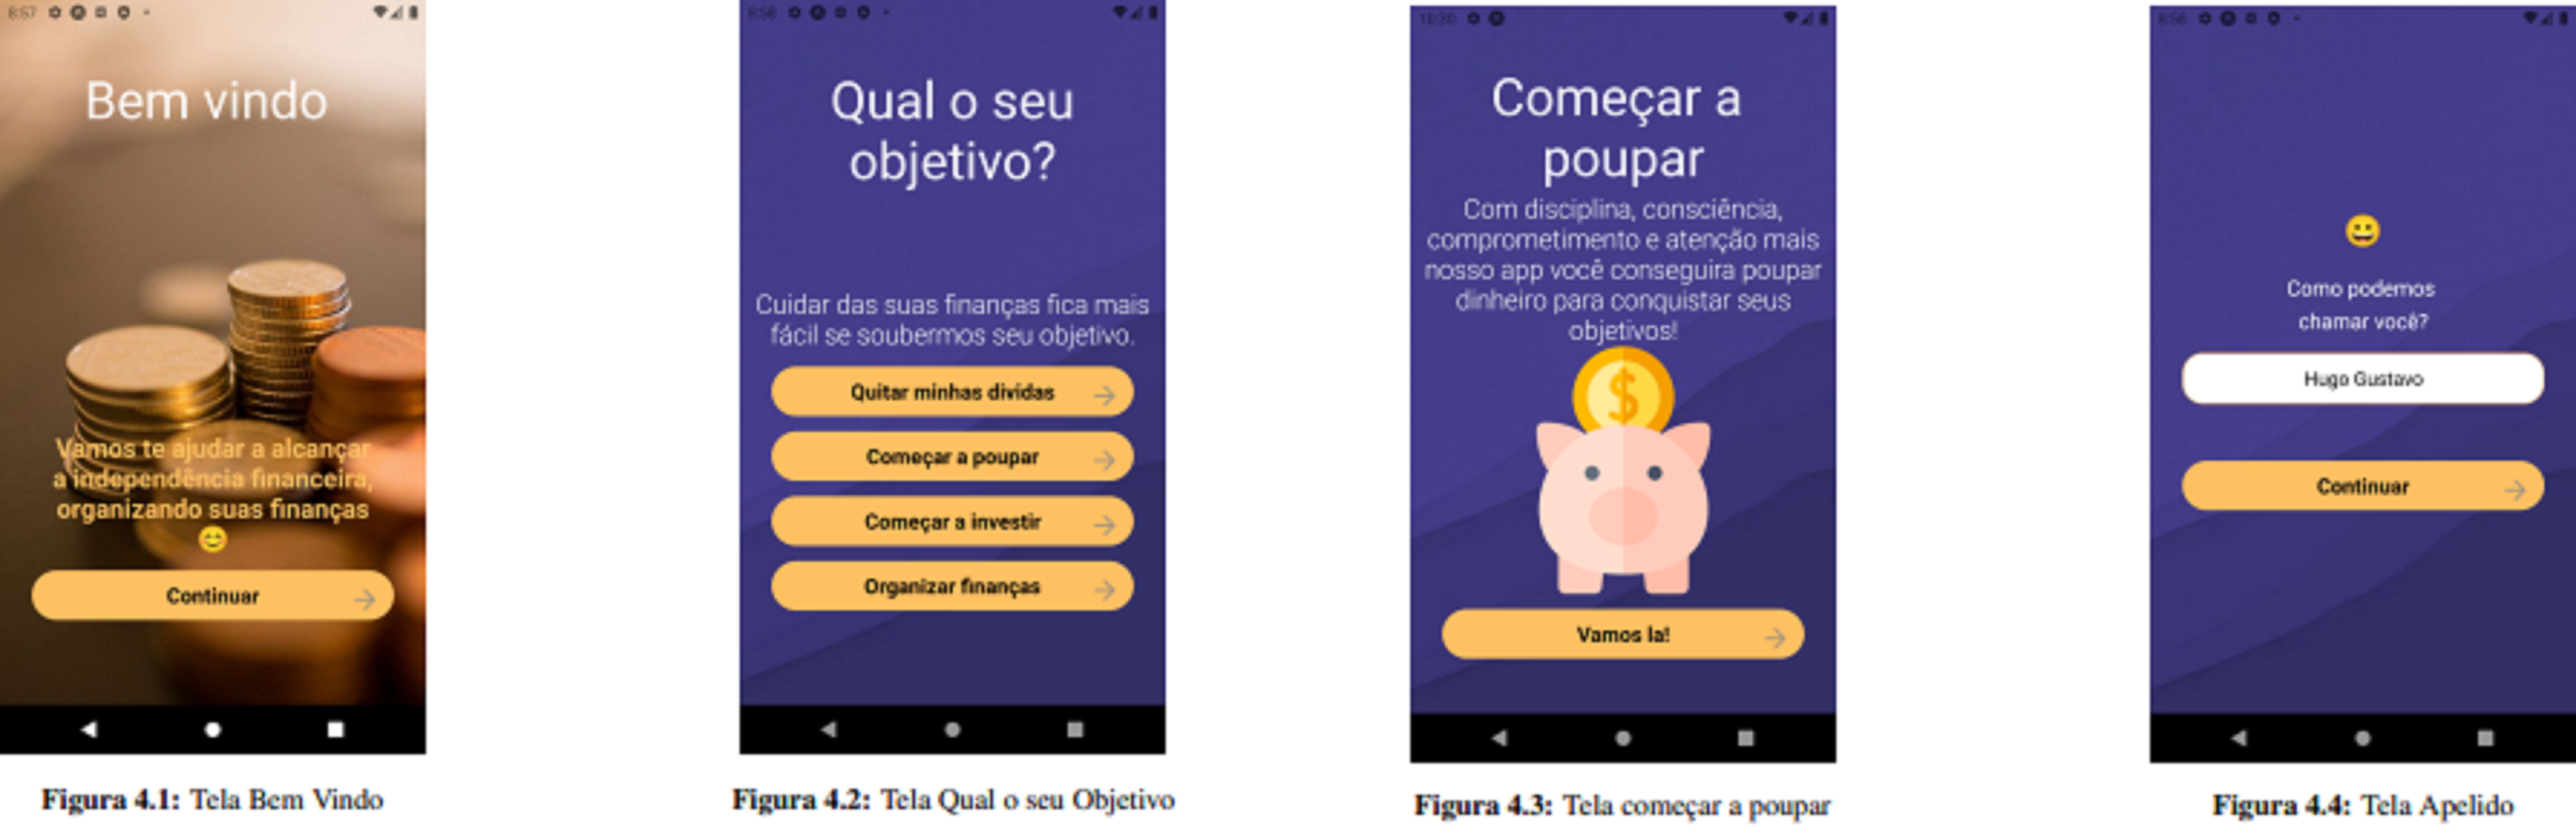 8:57
Bem vindo
Vamos te ajudar a alcançar
a independência financeira,
organizando suas finanças
😊
Continuar
Figura 4.1: Tela Bem Vindo
8:58
Qual o seu
objetivo?
Cuidar das suas finanças fica mais
fácil se soubermos seu objetivo.
Quitar minhas dividas
Começar a poupar
Começar a investir
Organizar finanças
Figura 4.2: Tela Qual o seu Objetivo
10:30
Começar a
poupar
Com disciplina, consciência,
comprometimento e atenção mais
nosso app você conseguira poupar
dinheiro para conquistar seus
objetivos!
$
Vamos la!
Figura 4.3: Tela começar a poupar
8:58
😀
Como podemos
chamar você?
Hugo Gustavo
Continuar
Figura 4.4: Tela Apelido